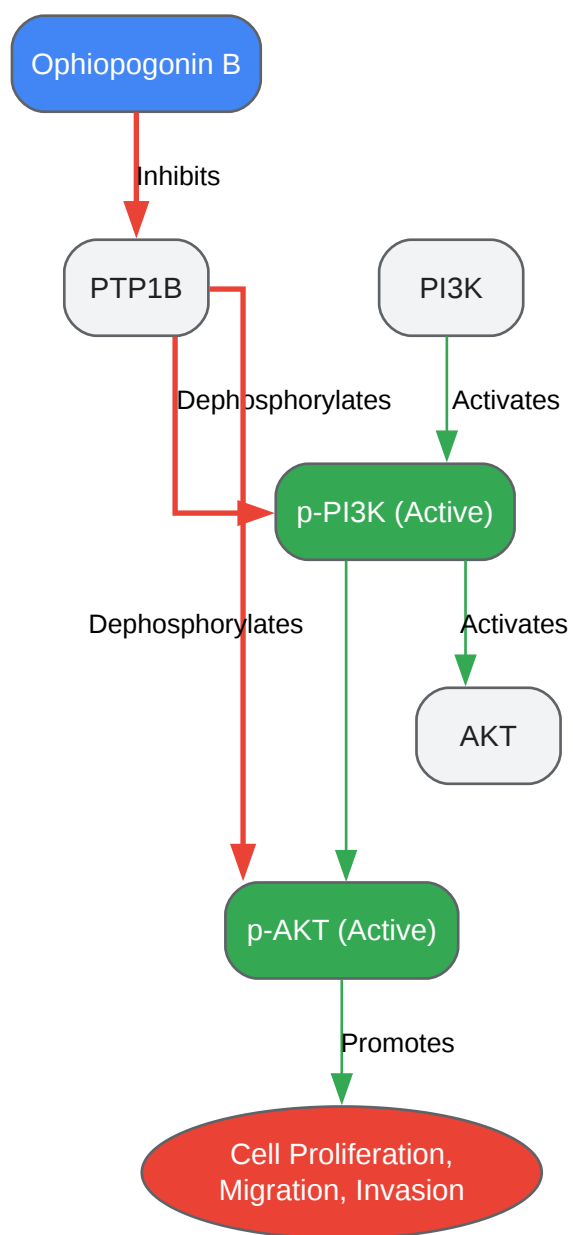 Ophiopogonin B
Inhibits
PTP1B
PI3K
Dephosphorylates
Activates
p-PI3K (Active)
Dephosphorylates
Activates
AKT
p-AKT (Active)
Promotes
Cell Proliferation,
Migration, Invasion